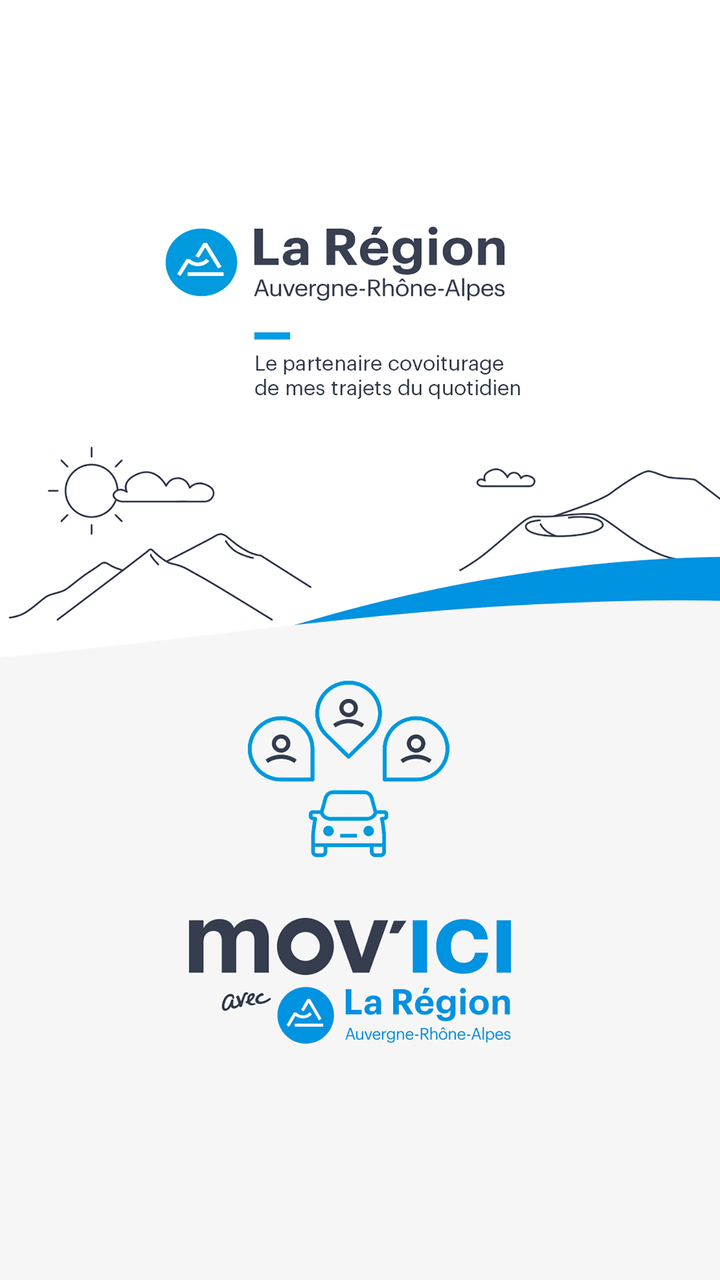 La Région
Auvergne-Rhône-Alpes
Le partenaire covoiturage
de mes trajets du quotidien
mov'ICI
avec La Région
Auvergne-Rhône-Alpes